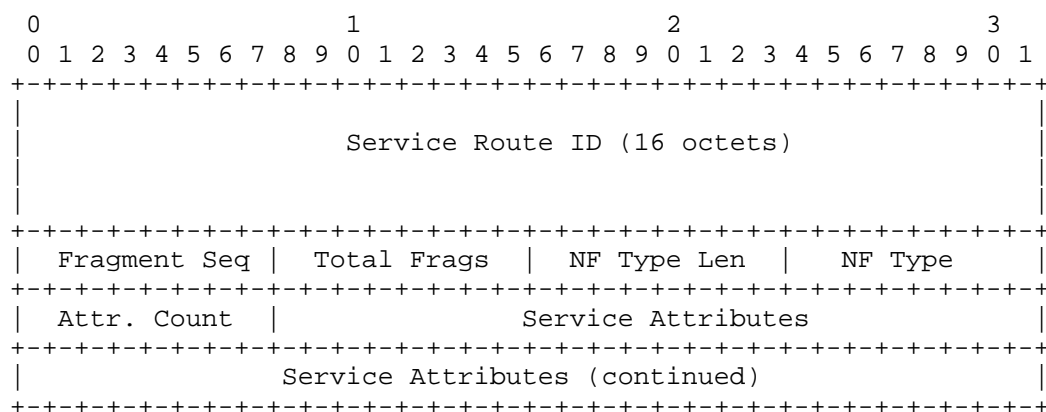 0                   1                   2                   3
 0 1 2 3 4 5 6 7 8 9 0 1 2 3 4 5 6 7 8 9 0 1 2 3 4 5 6 7 8 9 0 1
+-+-+-+-+-+-+-+-+-+-+-+-+-+-+-+-+-+-+-+-+-+-+-+-+-+-+-+-+-+-+-+-+
|                                                               |
|                    Service Route ID (16 octets)               |
|                                                               |
|                                                               |
+-+-+-+-+-+-+-+-+-+-+-+-+-+-+-+-+-+-+-+-+-+-+-+-+-+-+-+-+-+-+-+-+
|  Fragment Seq |  Total Frags  |  NF Type Len  |   NF Type     |
+-+-+-+-+-+-+-+-+-+-+-+-+-+-+-+-+-+-+-+-+-+-+-+-+-+-+-+-+-+-+-+-+
|  Attr. Count  |               Service Attributes              |
+-+-+-+-+-+-+-+-+-+-+-+-+-+-+-+-+-+-+-+-+-+-+-+-+-+-+-+-+-+-+-+-+
|                Service Attributes (continued)                 |
+-+-+-+-+-+-+-+-+-+-+-+-+-+-+-+-+-+-+-+-+-+-+-+-+-+-+-+-+-+-+-+-+